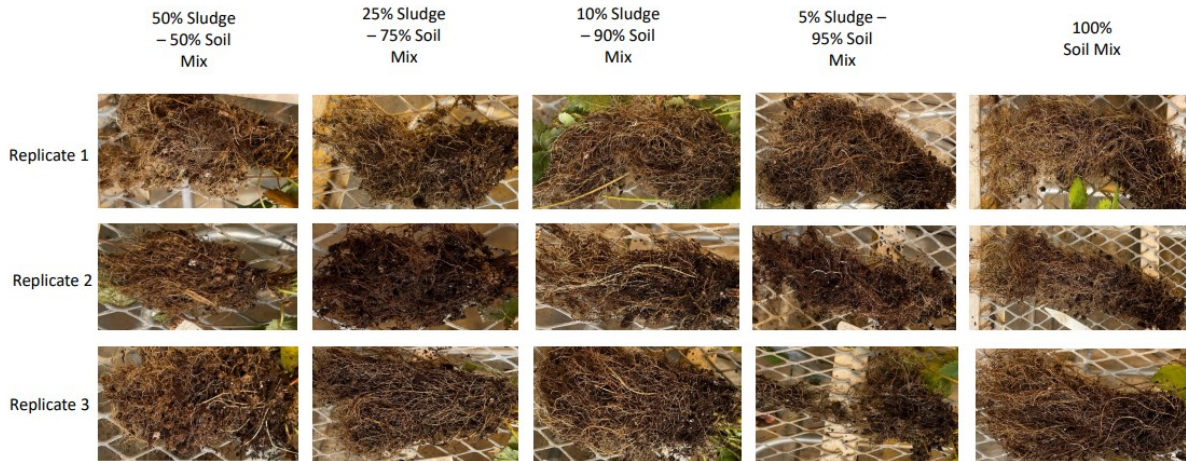 50% Sludge
– 50% Soil
Mix
25% Sludge
– 75% Soil
Mix
10% Sludge
– 90% Soil
Mix
5% Sludge –
95% Soil
Mix
100%
Soil Mix
Replicate 1
Replicate 2
Replicate 3